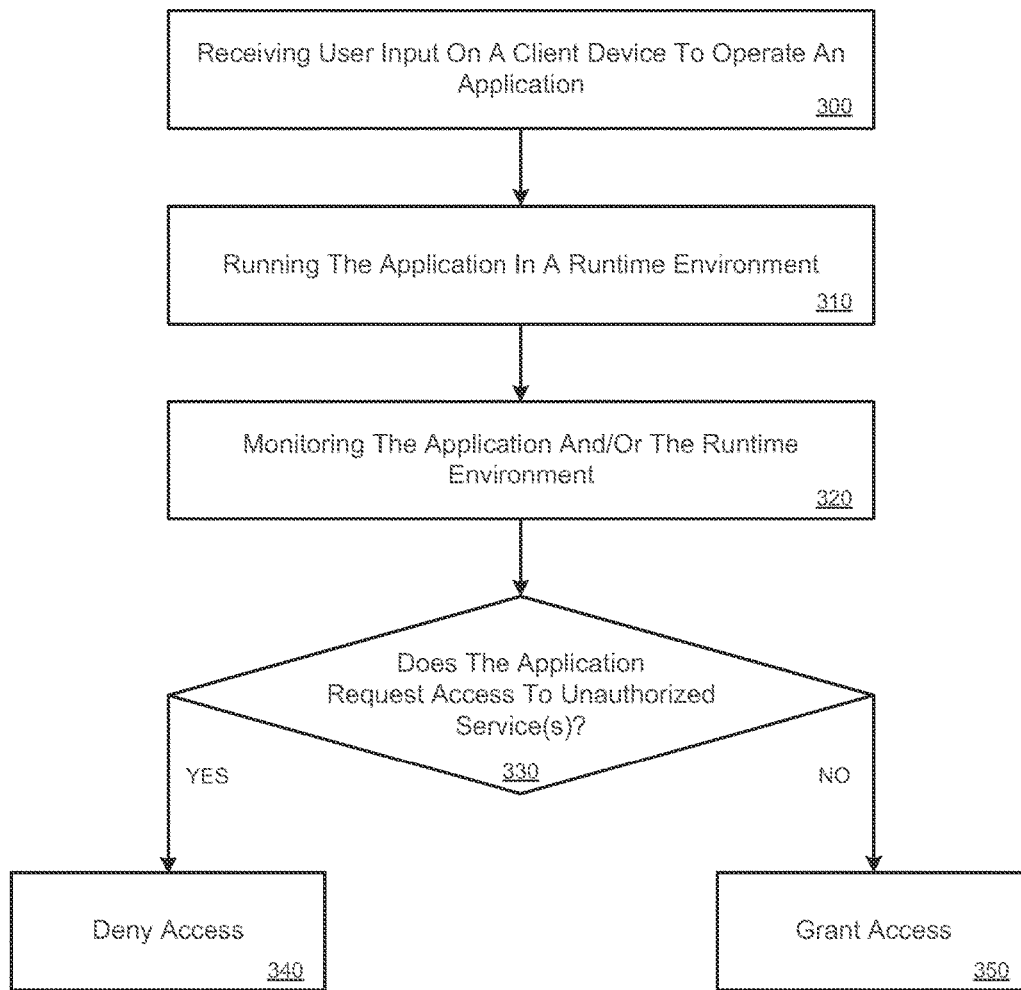 Receiving User Input On A Client Device To Operate An
Application
300
Running The Application In A Runtime Environment
310
Monitoring The Application And/Or The Runtime
Environment
320
Does The Application
Request Access To Unauthorized
Service(s)?
330
YES
NO
Deny Access
340
Grant Access
350